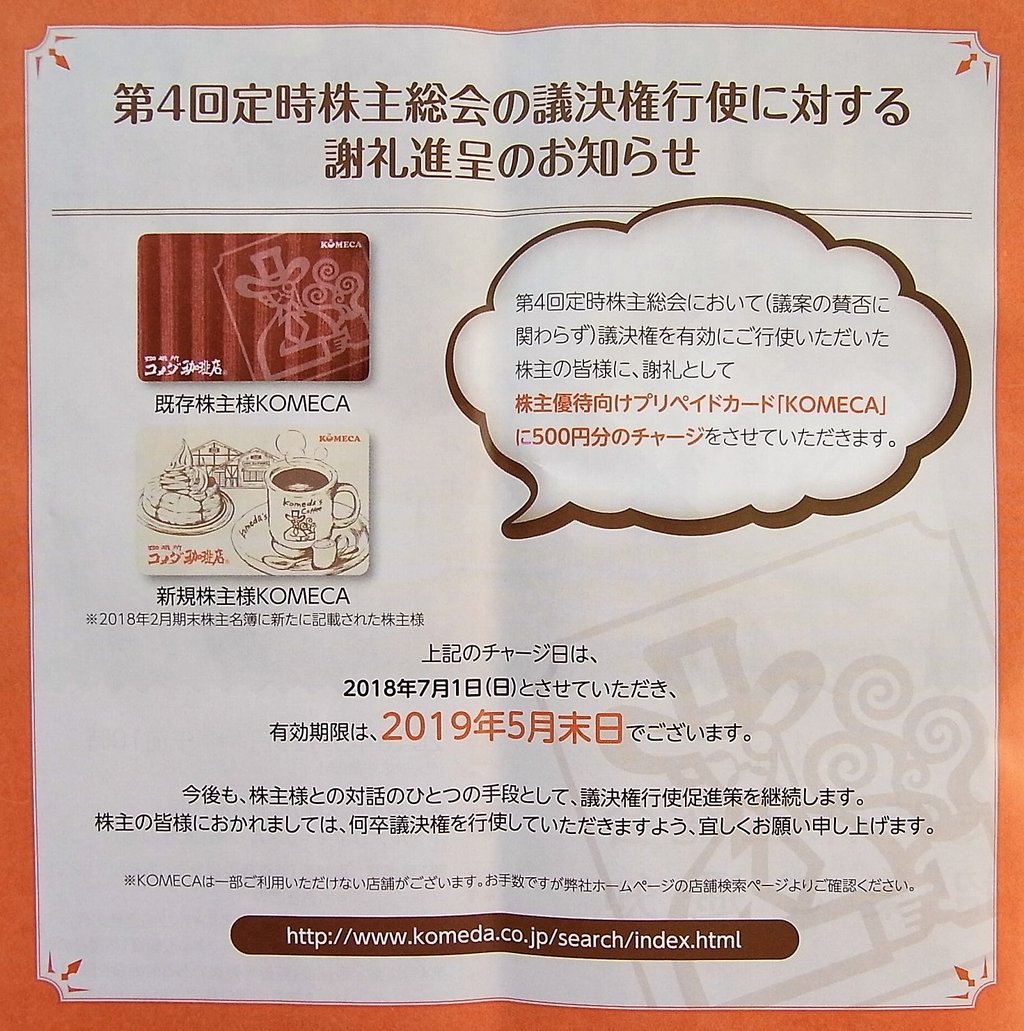 第4回定時株主総会の議決権行使に対する
謝礼進呈のお知らせ
KOMECA
珈琲所
コメダ珈琲店
既存株主様KOMECA
第4回定時株主総会において(議案の賛否に
関わらず)議決権を有効にご行使いただいた
株主の皆様に、謝礼として
株主優待向けプリペイドカード「KOMECA」
に500円分のチャージをさせていただきます。
KOMECA
Komeda's
Coffee
Komeda's
珈琲所
コメダ珈琲店
新規株主様KOMECA
※2018年2月期末株主名簿に新たに記載された株主様
上記のチャージ日は、
2018年7月1日(日)とさせていただき、
有効期限は、2019年5月末日でございます。
今後も、株主様との対話のひとつの手段として、議決権行使促進策を継続します。
株主の皆様におかれましては、何卒議決権を行使していただきますよう、宜しくお願い申し上げます。
※KOMECAは一部ご利用いただけない店舗がございます。お手数ですが弊社ホームページの店舗検索ページよりご確認ください。
http://www.komeda.co.jp/search/index.html